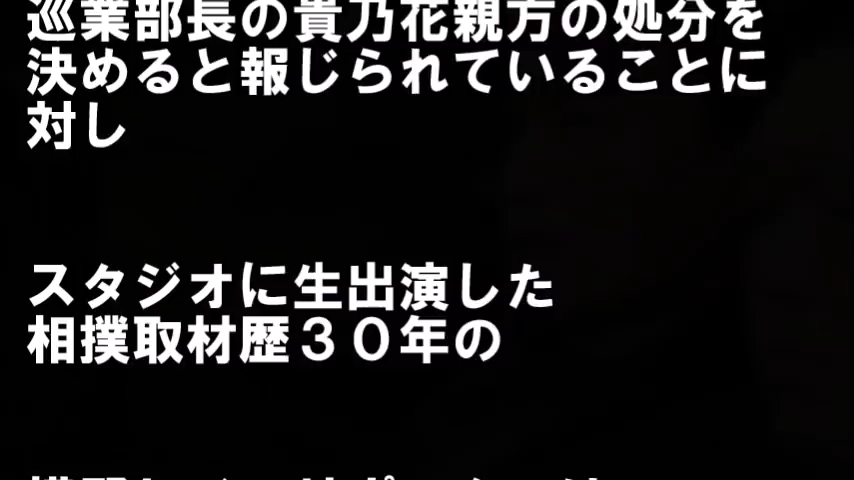 巡業部長の貴乃花親方の処分を
決めると報じられていることに
対し
スタジオに生出演した
相撲取材歴３０年の